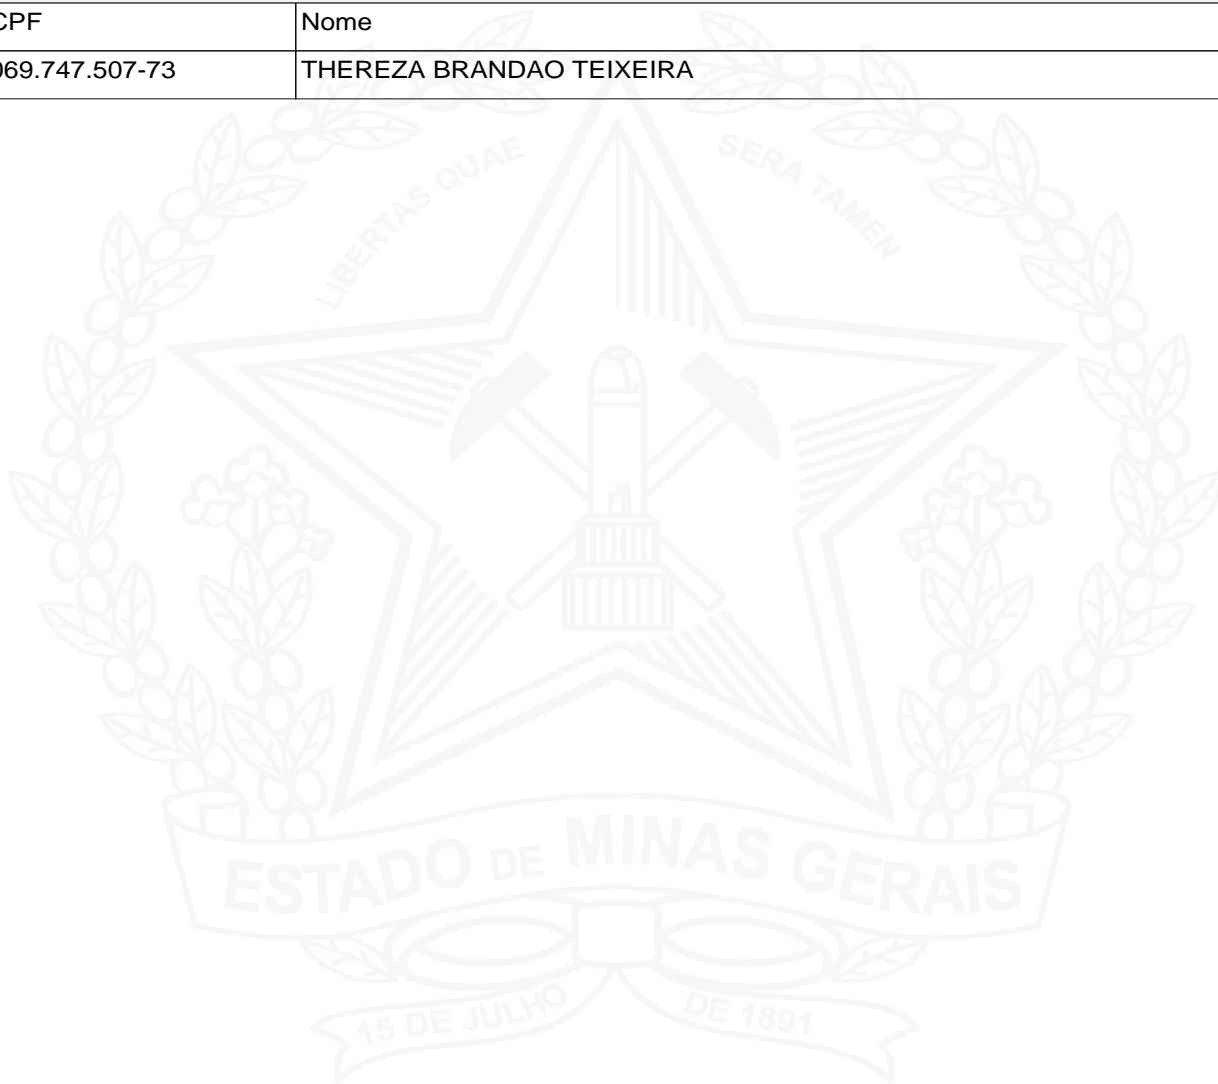 CPF Nome
069.747.507-73 THEREZA BRANDAO TEIXEIRA
LIBERTAS QUAE SERA TAMEN
ESTADO DE MINAS GERAIS
15 DE JULHO DE 1891